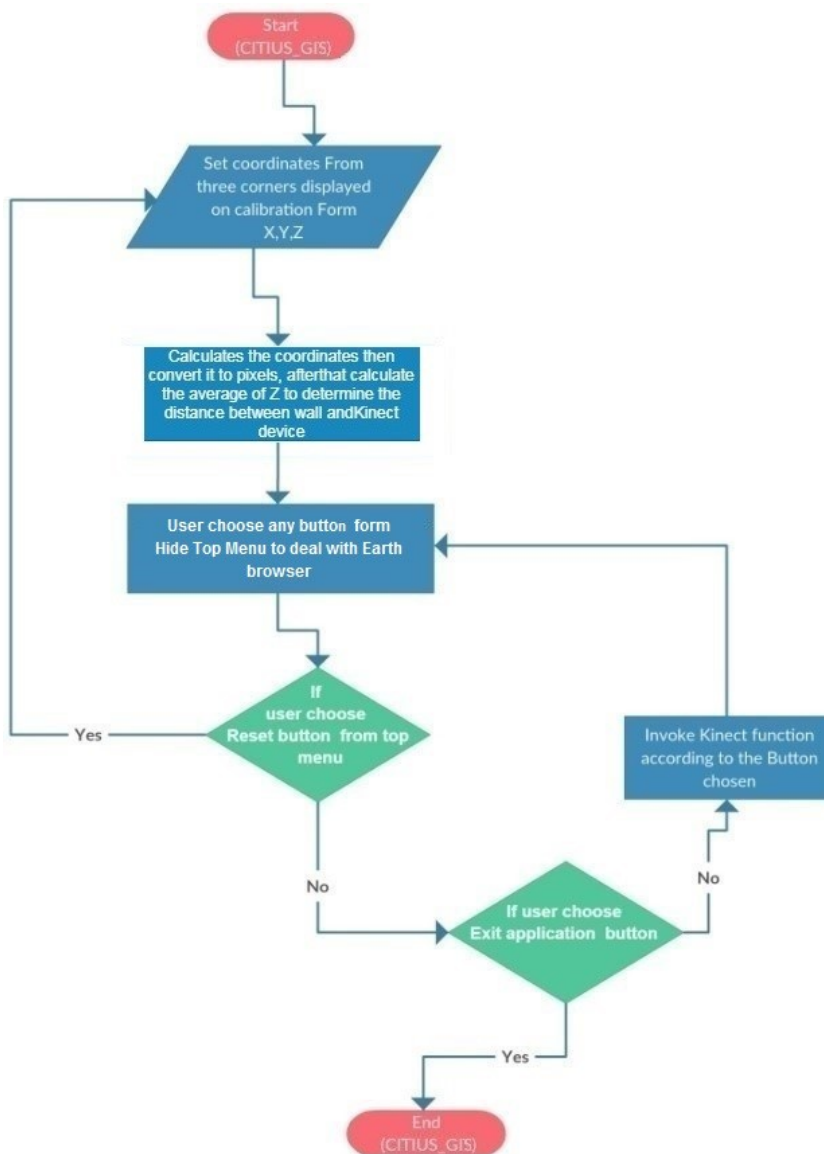 Start
(CITIUS_GIS)
Set coordinates From
three corners displayed
on calibration Form
X,Y,Z
Calculates the coordinates then
convert it to pixels, afterthat calculate
the average of Z to determine the
distance between wall andKinect
device
User choose any button form
Hide Top Menu to deal with Earth
browser
If
user choose
Reset button from top
menu
Yes
No
Invoke Kinect function
according to the Button
chosen
If user choose
Exit application button
No
Yes
End
(CITIUS_GIS)